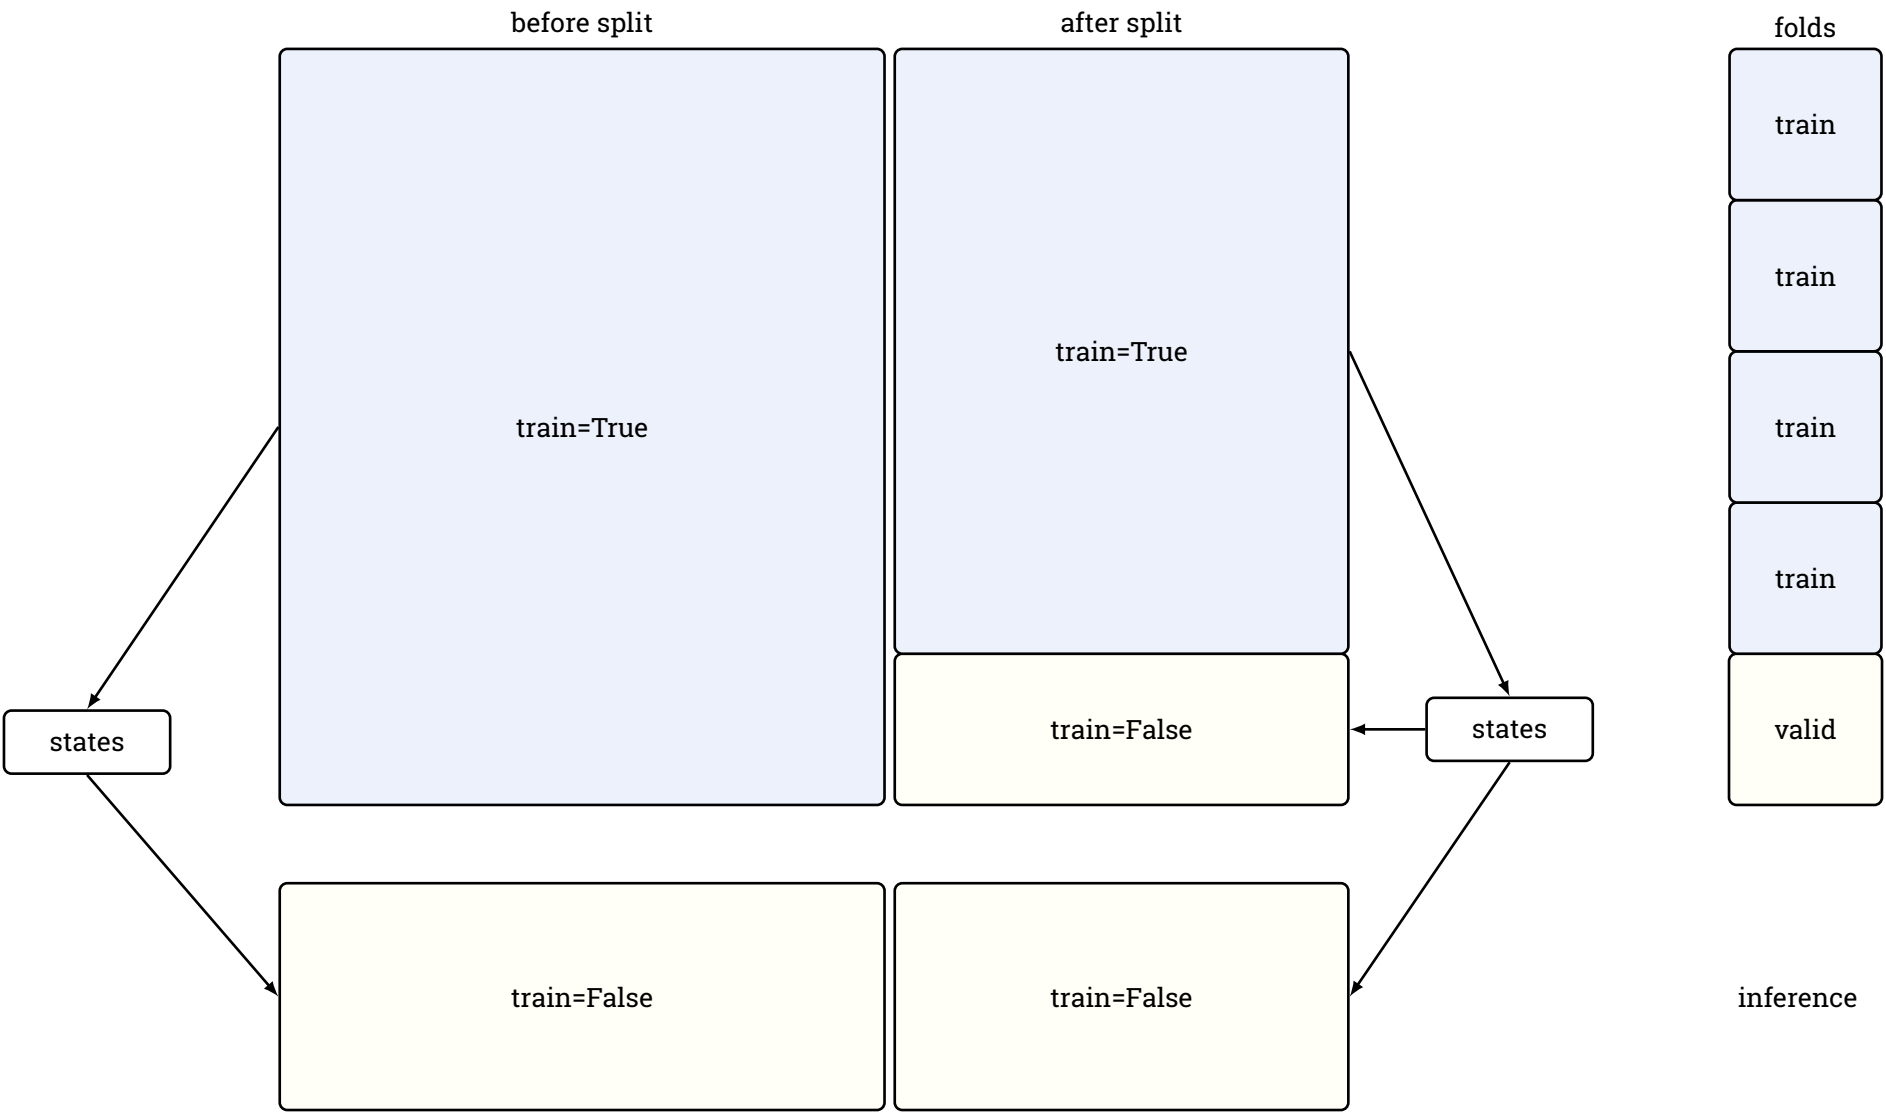 before split
after split
folds
train
train
train=True
train=True
train
train
states
train=False
states
valid
train=False
train=False
inference